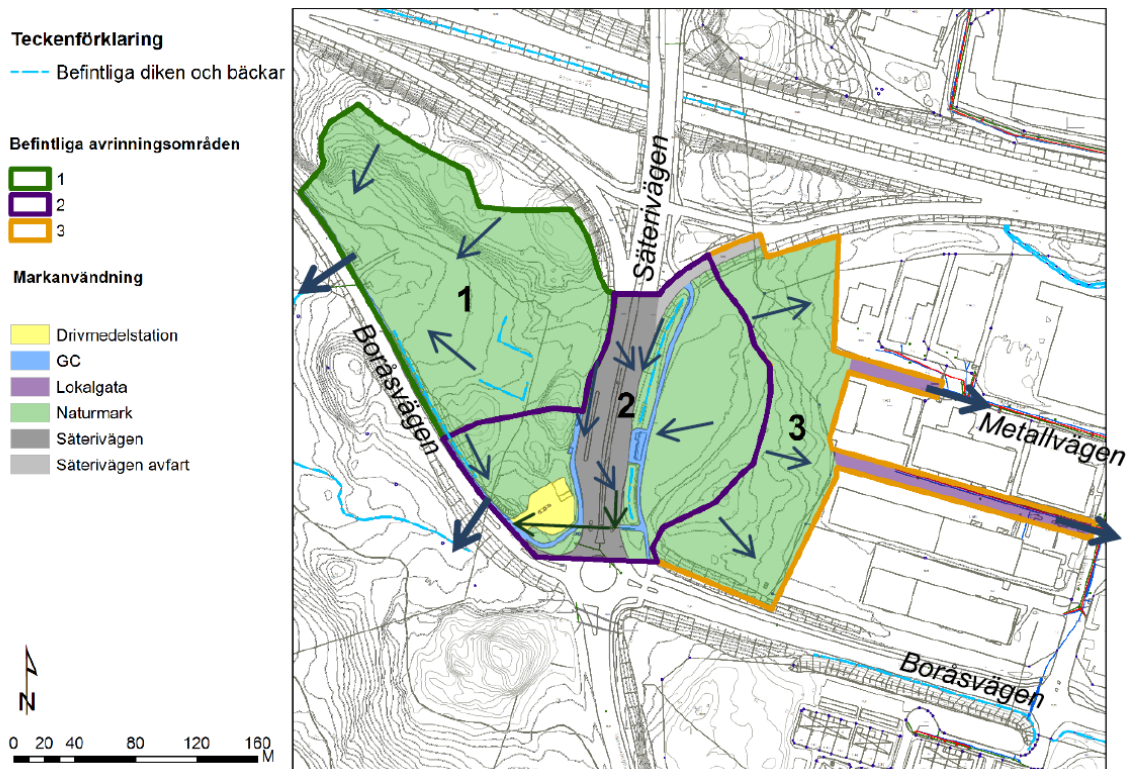 Teckenförklaring
Befintliga diken och bäckar
Befintliga avrinningsområden
1
2
3
Markanvändning
Drivmedelstation
GC
Lokalgata
Naturmark
Säterivägen
Säterivägen avfart
N
0 20 40 80 120 160
M
Säterivägen
1
2
3
Boråsvägen
Metallvägen
Boråsvägen